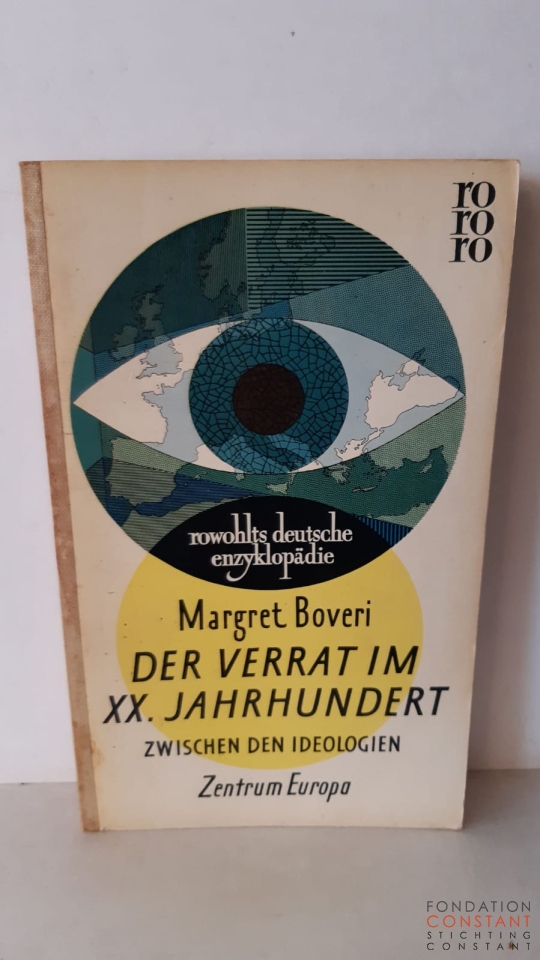 ro
ro
ro
rowohlts deutsche
enzyklopädie
Margret Boveri
DER VERRAT IM
XX. JAHRHUNDERT
ZWISCHEN DEN IDEOLOGIEN
Zentrum Europa
FONDATION
CONSTANT
STICHTING
CONSTANT